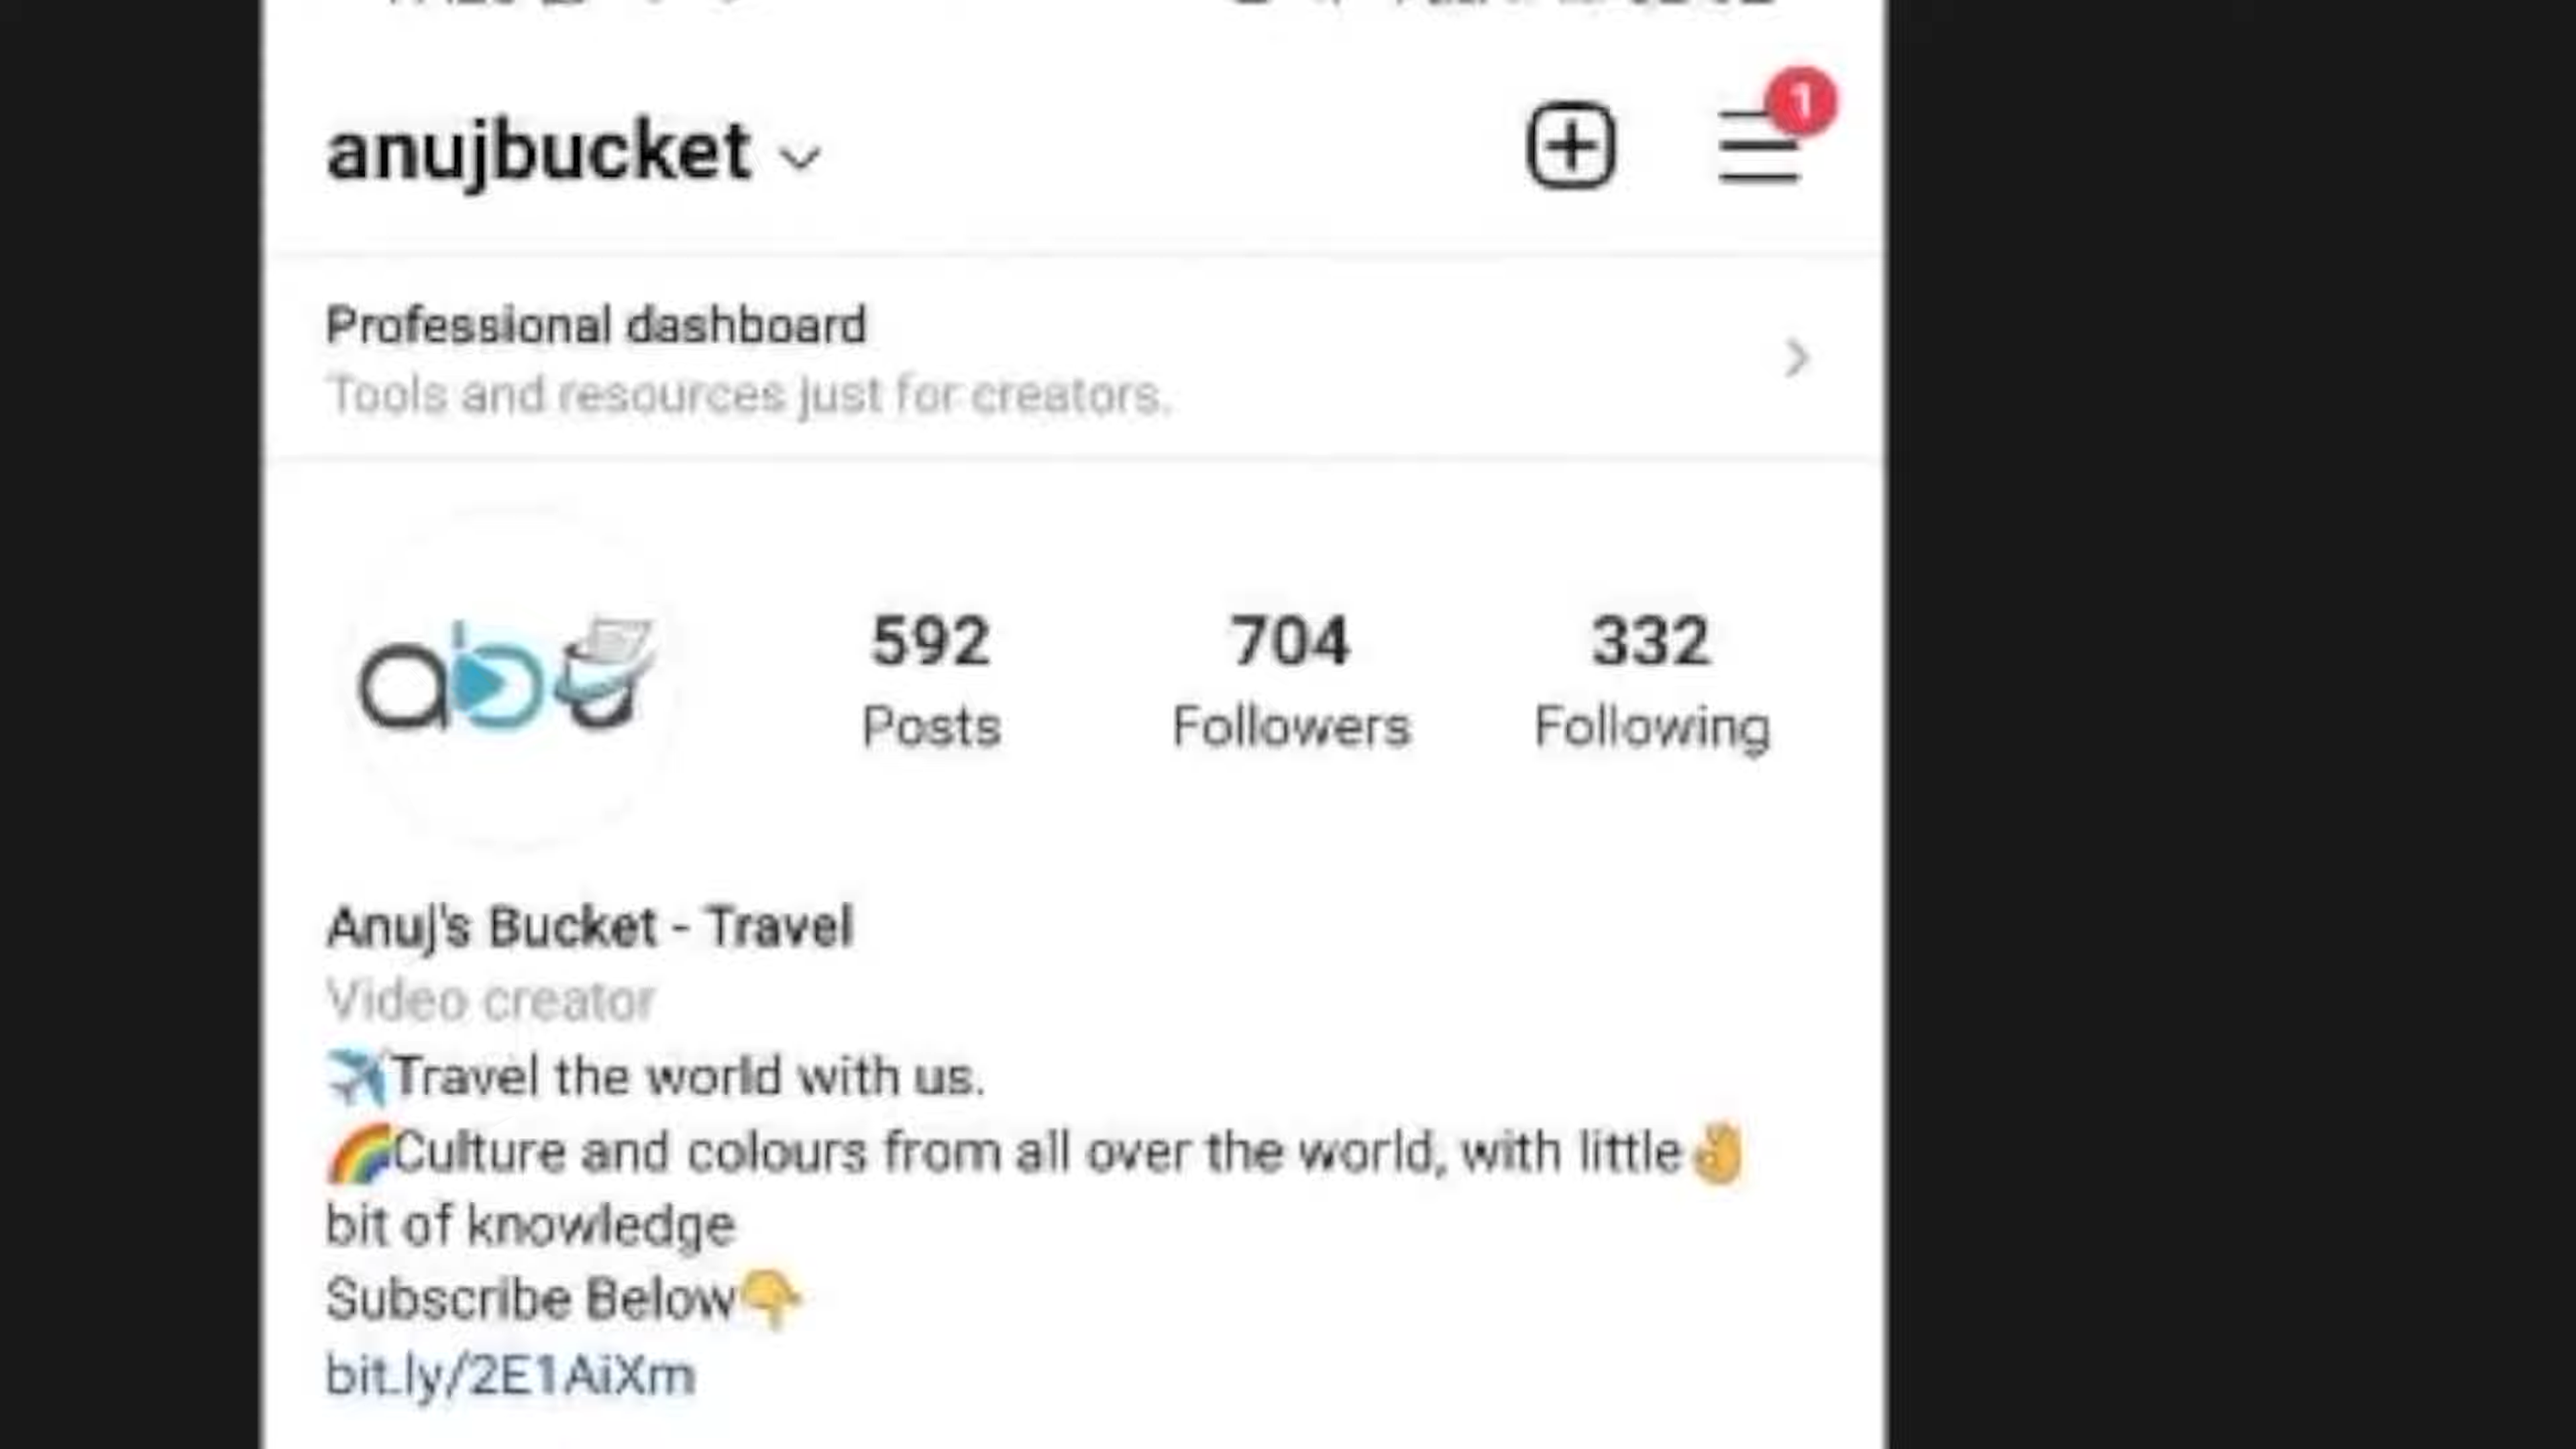 anujbucket
1
Professional dashboard
Tools and resources just for creators.
ab
592 704 332
Posts Followers Following
Anuj's Bucket - Travel
Video creator
✈️Travel the world with us.
🌈Culture and colours from all over the world, with little👌
bit of knowledge
Subscribe Below👇
bit.ly/2E1AiXm